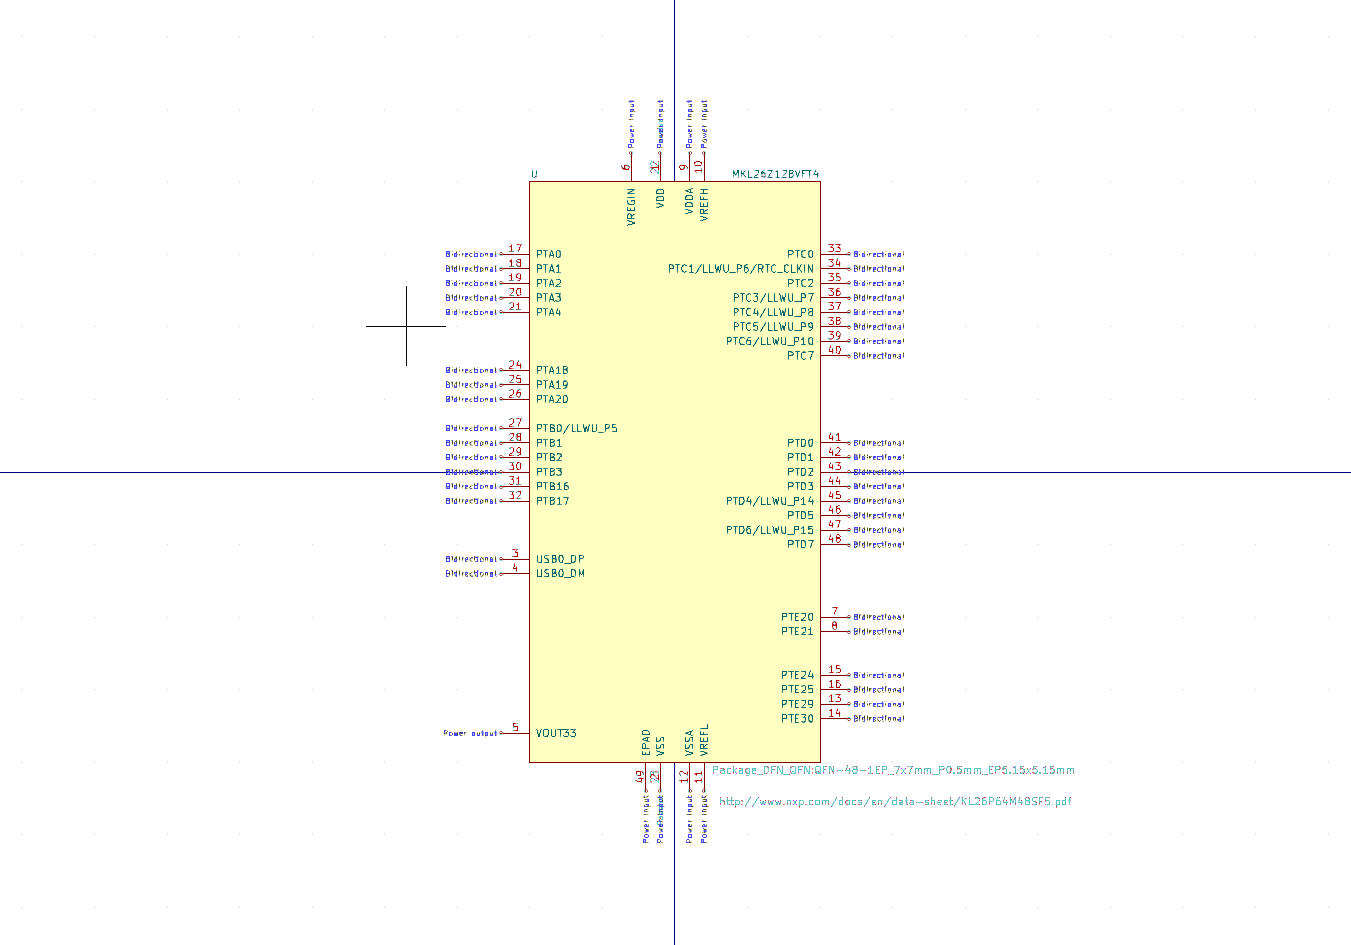 Power Input Power Input Power Input Power Input
6 9 10
U MKL26Z128VFT4
VREGIN VDD VDDA VREFH
Bidirectional 17 PTA0 PTC0 33 Bidirectional
Bidirectional 18 PTA1 PTC1/LLWU_P6/RTC_CLKIN 34 Bidirectional
Bidirectional 19 PTA2 PTC2 35 Bidirectional
Bidirectional 20 PTA3 PTC3/LLWU_P7 36 Bidirectional
Bidirectional 21 PTA4 PTC4/LLWU_P8 37 Bidirectional
PTC5/LLWU_P9 38 Bidirectional
PTC6/LLWU_P10 39 Bidirectional
PTC7 40 Bidirectional
Bidirectional 24 PTA18
Bidirectional 25 PTA19
Bidirectional 26 PTA20
Bidirectional 27 PTB0/LLWU_P5
Bidirectional 28 PTB1 PTD0 41 Bidirectional
Bidirectional 29 PTB2 PTD1 42 Bidirectional
Bidirectional 30 PTB3 PTD2 43 Bidirectional
Bidirectional 31 PTB16 PTD3 44 Bidirectional
Bidirectional 32 PTB17 PTD4/LLWU_P14 45 Bidirectional
PTD5 46 Bidirectional
PTD6/LLWU_P15 47 Bidirectional
PTD7 48 Bidirectional
Bidirectional 3 USB0_DP
Bidirectional 4 USB0_DM
PTE20 7 Bidirectional
PTE21 8 Bidirectional
PTE24 15 Bidirectional
PTE25 16 Bidirectional
PTE29 13 Bidirectional
PTE30 14 Bidirectional
Power output 5 VOUT33
EPAD VSS VSSA VREFL
49 12 11
Power Input Power Input Power Input
Package_DFN_QFN:QFN-48-1EP_7x7mm_P0.5mm_EP5.15x5.15mm
http://www.nxp.com/docs/en/data-sheet/KL26P64M48SF5.pdf